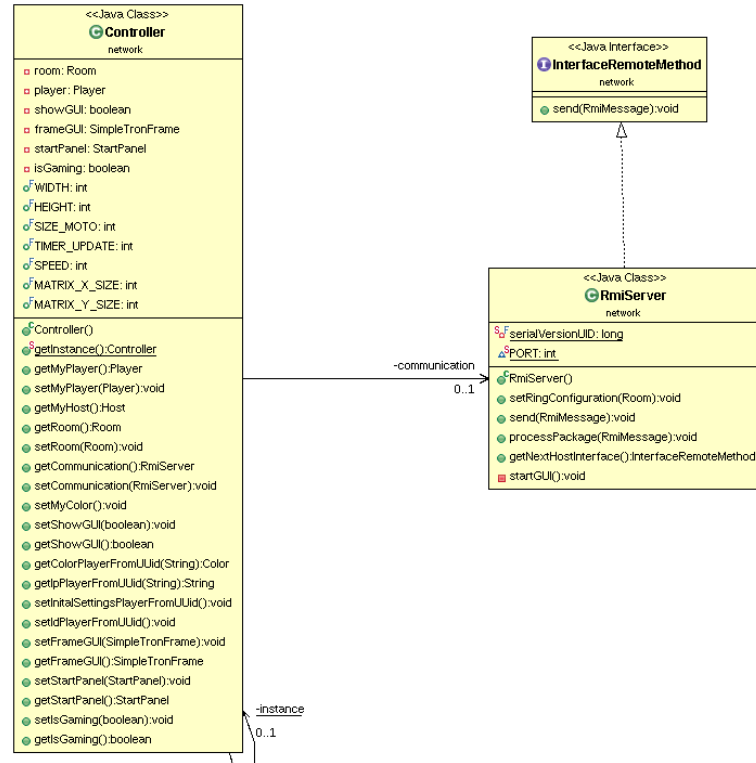 <<Java Class>>
Controller
network
room: Room
player: Player
showGUI: boolean
frameGUI: SimpleTronFrame
startPanel: StartPanel
isGaming: boolean
WIDTH: int
HEIGHT: int
SIZE_MOTO: int
TIMER_UPDATE: int
SPEED: int
MATRIX_X_SIZE: int
MATRIX_Y_SIZE: int
Controller()
getInstance():Controller
getMyPlayer():Player
setMyPlayer(Player):void
getMyHost():Host
getRoom():Room
setRoom(Room):void
getCommunication():RmiServer
setCommunication(RmiServer):void
setMyColor():void
setShowGUI(boolean):void
getShowGUI():boolean
getColorPlayerFromUUid(String):Color
getIpPlayerFromUUid(String):String
setInitalSettingsPlayerFromUUid():void
setIdPlayerFromUUid():void
setFrameGUI(SimpleTronFrame):void
getFrameGUI():SimpleTronFrame
setStartPanel(StartPanel):void
getStartPanel():StartPanel
setIsGaming(boolean):void
getIsGaming():boolean
-instance
0..1
-communication
0..1
<<Java Interface>>
InterfaceRemoteMethod
network
send(RmiMessage):void
<<Java Class>>
RmiServer
network
serialVersionUID: long
PORT: int
RmiServer()
setRingConfiguration(Room):void
send(RmiMessage):void
processPackage(RmiMessage):void
getNextHostInterface():InterfaceRemoteMethod
startGUI():void